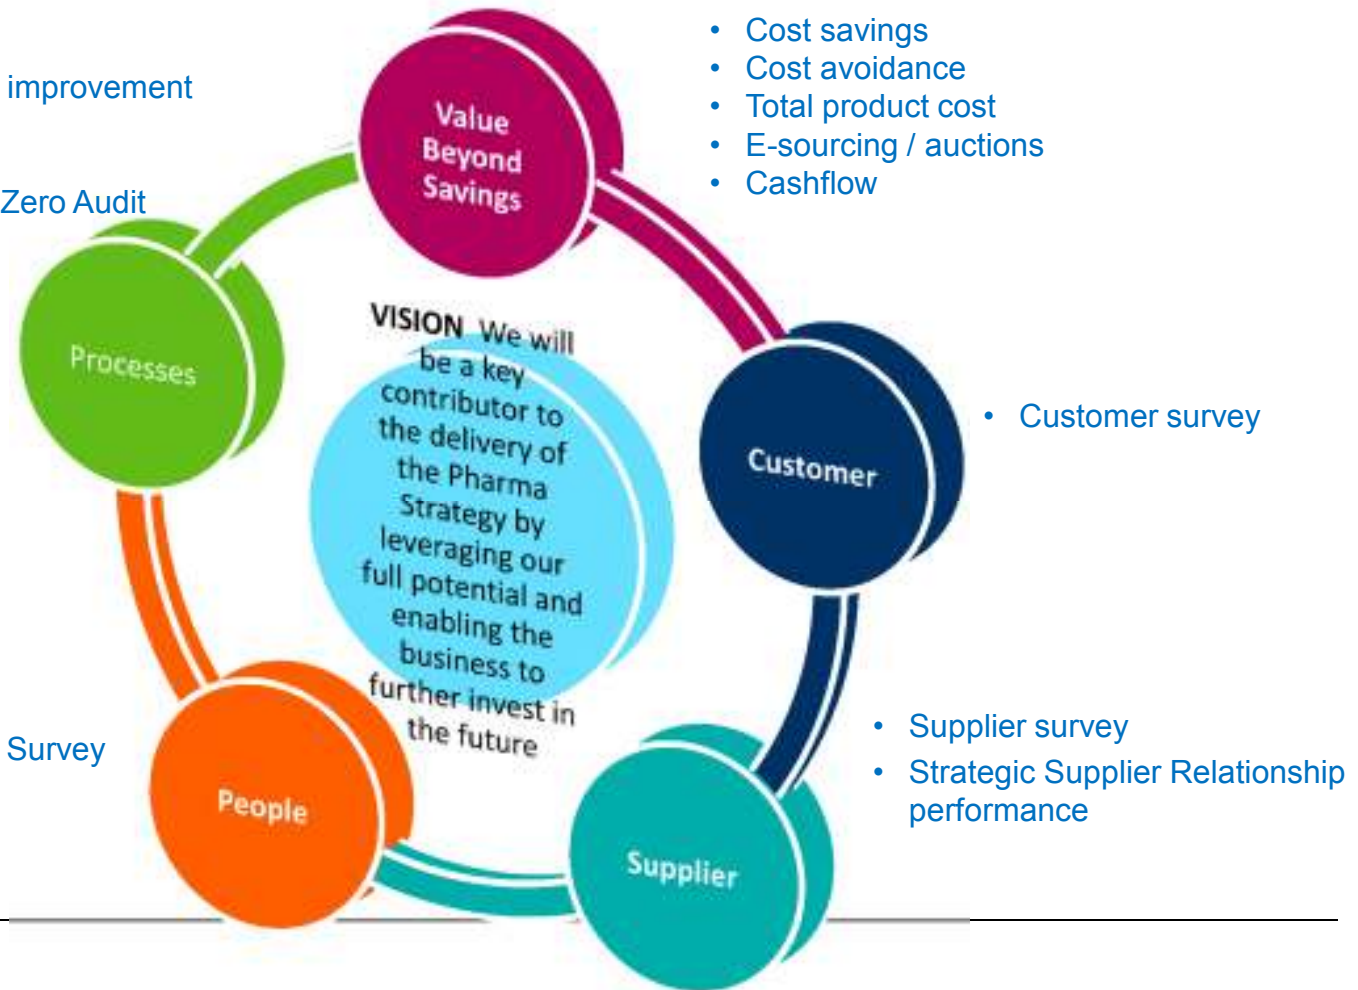 • Cost savings
• Cost avoidance
• Total product cost
• E-sourcing / auctions
• Cashflow
improvement
Zero Audit
Value
Beyond
Savings
Processes
VISION We will
be a key
contributor to
the delivery of
the Pharma
Strategy by
leveraging our
full potential and
enabling the
business to
further invest in
the future
Customer
• Customer survey
Survey
People
Supplier
• Supplier survey
• Strategic Supplier Relationship
performance